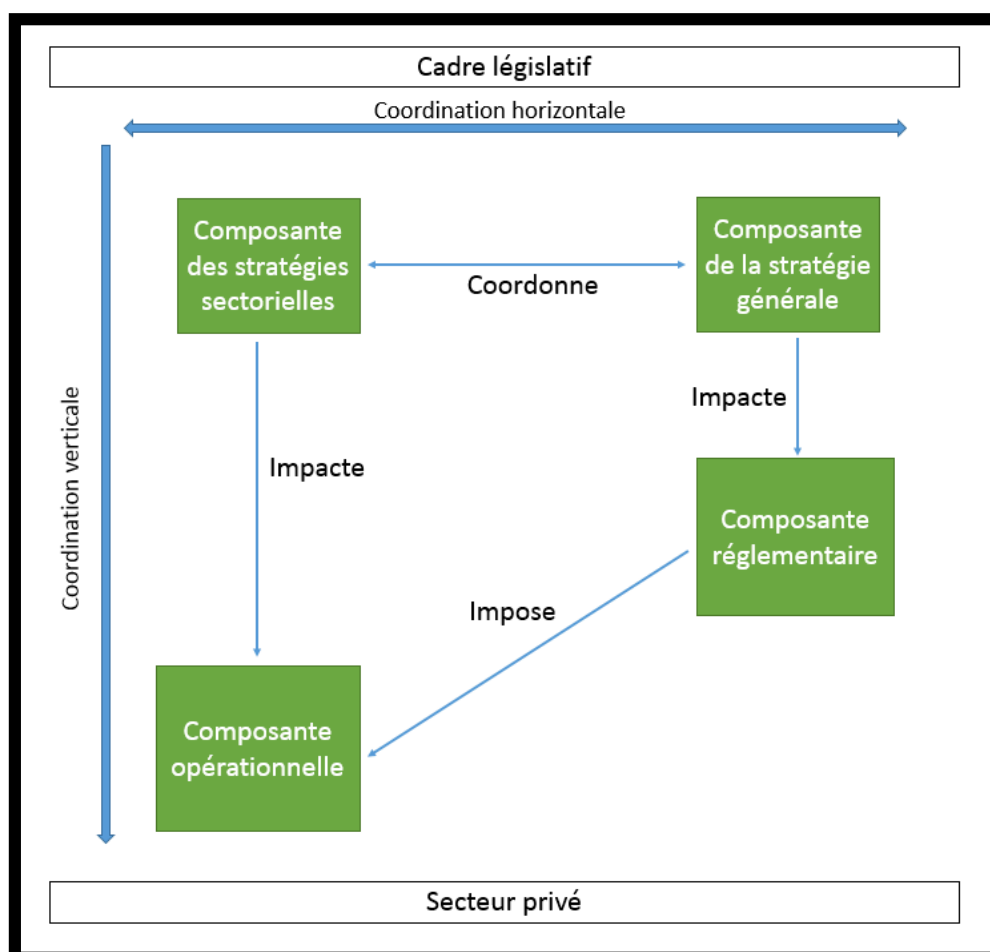 Cadre législatif
Coordination horizontale
Composante
des stratégies
sectorielles
Coordonne
Composante
de la stratégie
générale
Impacte
Impacte
Coordination verticale
Composante
réglementaire
Impose
Composante
opérationnelle
Secteur privé